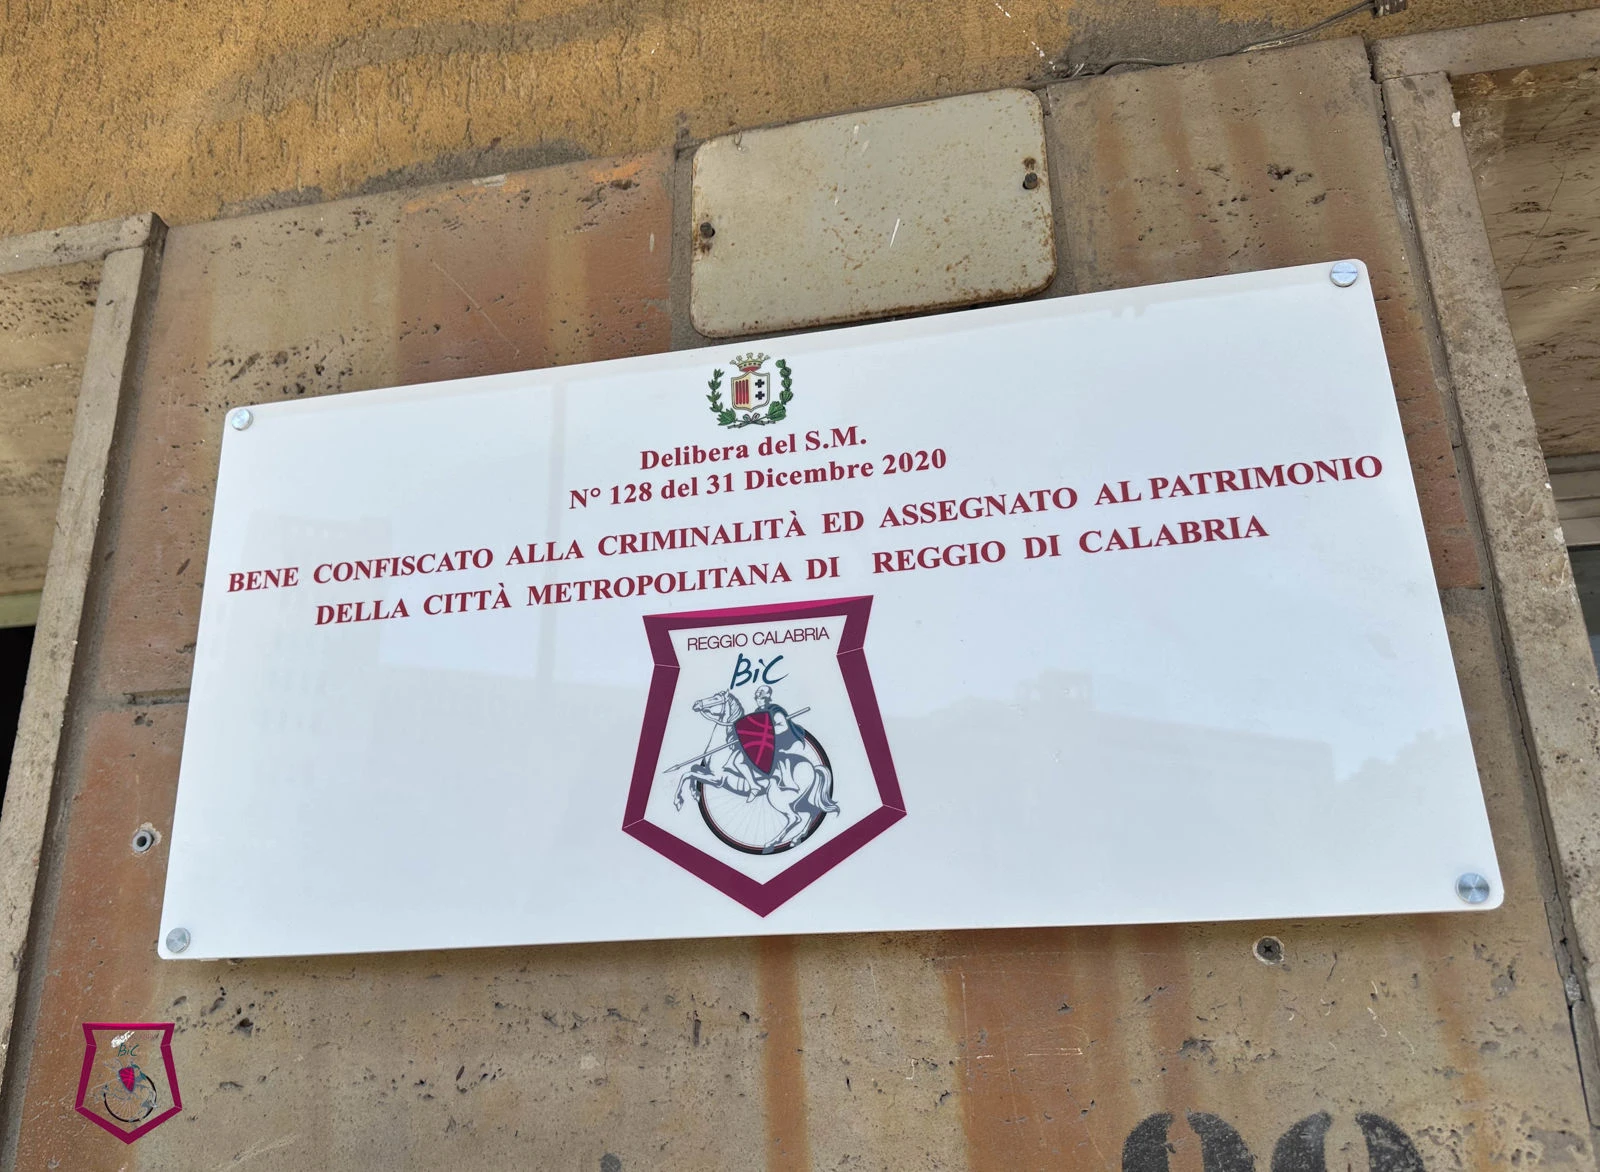 Delibera del S.M.
N° 128 del 31 Dicembre 2020
BENE CONFISCATO ALLA CRIMINALITÀ ED ASSEGNATO AL PATRIMONIO
DELLA CITTÀ METROPOLITANA DI REGGIO DI CALABRIA
REGGIO CALABRIA
BiC
BiC